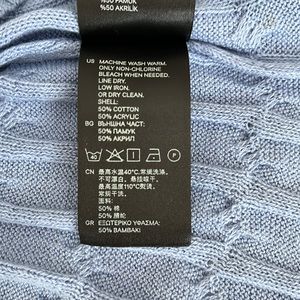 %50 PAMUK
%50 AKRİLİK
US MACHINE WASH WARM.
ONLY NON-CHLORINE
BLEACH WHEN NEEDED.
LINE DRY.
LOW IRON.
OR DRY CLEAN.
SHELL:
50% COTTON
50% ACRYLIC
BG ВЪНШНА ЧАСТ:
50% ПАМУК
50% АКРИЛ
40 P
CN 最高水温40°C常规洗涤.
不可漂白. 悬挂晾干.
最高温度110°C熨烫.
常规干洗.
面料:
50% 棉
50% 腈纶
GR ΕΞΩΤΕΡΙΚΟ ΥΦΑΣΜΑ:
50% ΒΑΜΒΑΚΙ